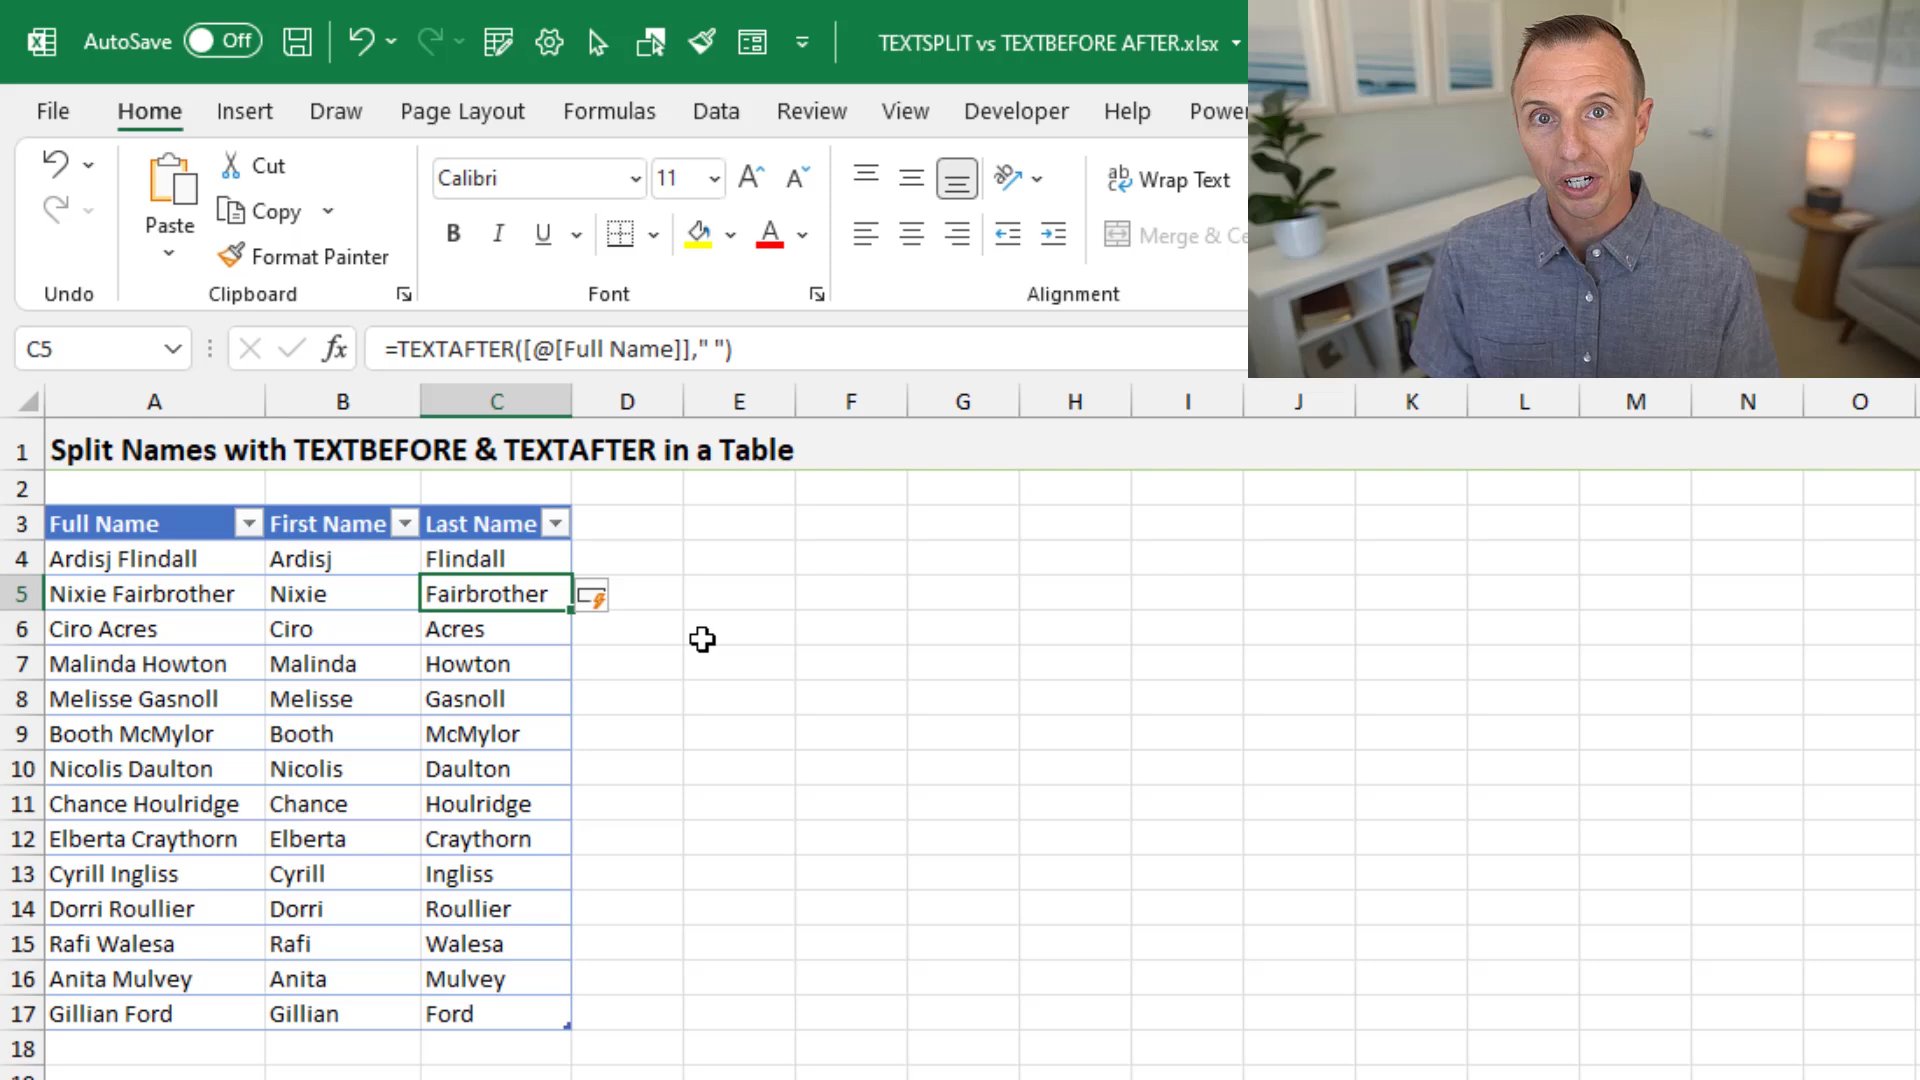 AutoSave Off TEXTSPLIT vs TEXTBEFORE AFTER.xlsx
File Home Insert Draw Page Layout Formulas Data Review View Developer Help Power
Paste Cut
Copy
Format Painter
Calibri 11
B I U A
ab Wrap Text
Merge & Ce
Undo Clipboard Font Alignment
C5 fx =TEXTAFTER([@[Full Name]]," ")
A B C D E F G H I J K L M N O
1 Split Names with TEXTBEFORE & TEXTAFTER in a Table
2
3 Full Name First Name Last Name
4 Ardisj Flindall Ardisj Flindall
5 Nixie Fairbrother Nixie Fairbrother
6 Ciro Acres Ciro Acres
7 Malinda Howton Malinda Howton
8 Melisse Gasnoll Melisse Gasnoll
9 Booth McMylor Booth McMylor
10 Nicolis Daulton Nicolis Daulton
11 Chance Houlridge Chance Houlridge
12 Elberta Craythorn Elberta Craythorn
13 Cyrill Ingliss Cyrill Ingliss
14 Dorri Roullier Dorri Roullier
15 Rafi Walesa Rafi Walesa
16 Anita Mulvey Anita Mulvey
17 Gillian Ford Gillian Ford
18